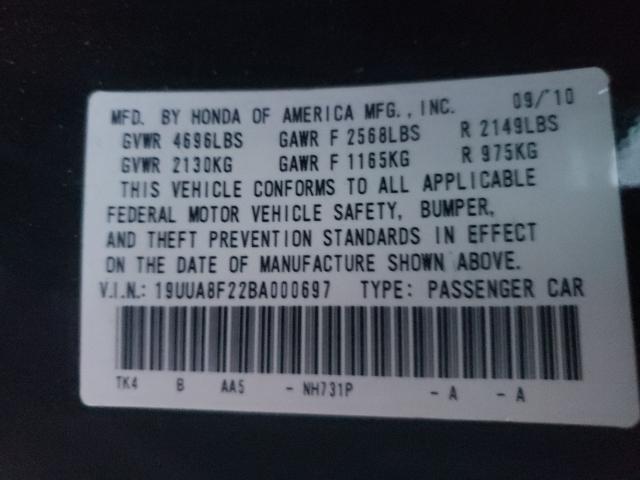 MFD. BY HONDA OF AMERICA MFG., INC. 09/10
GVWR 4696LBS GAWR F 2568LBS R 2149LBS
GVWR 2130KG GAWR F 1165KG R 975KG
THIS VEHICLE CONFORMS TO ALL APPLICABLE
FEDERAL MOTOR VEHICLE SAFETY, BUMPER,
AND THEFT PREVENTION STANDARDS IN EFFECT
ON THE DATE OF MANUFACTURE SHOWN ABOVE.
V.I.N.: 19UUA8F22BA000697 TYPE: PASSENGER CAR
TK4 B AA5 - NH731P - A - A